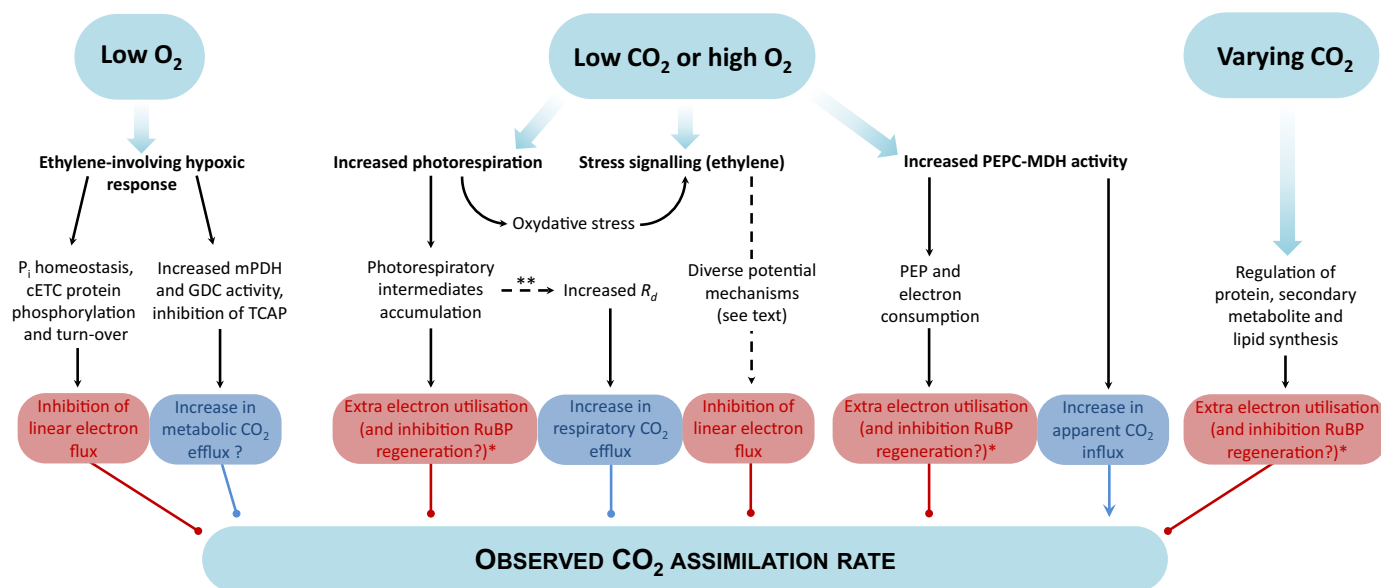 Low O₂
Low CO₂ or high O₂
Varying CO₂
Ethylene-involving hypoxic
response
Increased photorespiration
Stress signalling (ethylene)
Increased PEPC-MDH activity
Oxydative stress
Pᵢ homeostasis,
cETC protein
phosphorylation
and turn-over
Increased mPDH
and GDC activity,
inhibition of TCAP
Photorespiratory
intermediates
accumulation
**
Increased R_d
Diverse potential
mechanisms
(see text)
PEP and
electron
consumption
Regulation of
protein, secondary
metabolite and
lipid synthesis
Inhibition of
linear electron
flux
Increase in
metabolic CO₂
efflux ?
Extra electron utilisation
(and inhibition RuBP
regeneration?)*
Increase in
respiratory CO₂
efflux
Inhibition of
linear electron
flux
Extra electron utilisation
(and inhibition RuBP
regeneration?)*
Increase in
apparent CO₂
influx
Extra electron utilisation
(and inhibition RuBP
regeneration?)*
OBSERVED CO₂ ASSIMILATION RATE